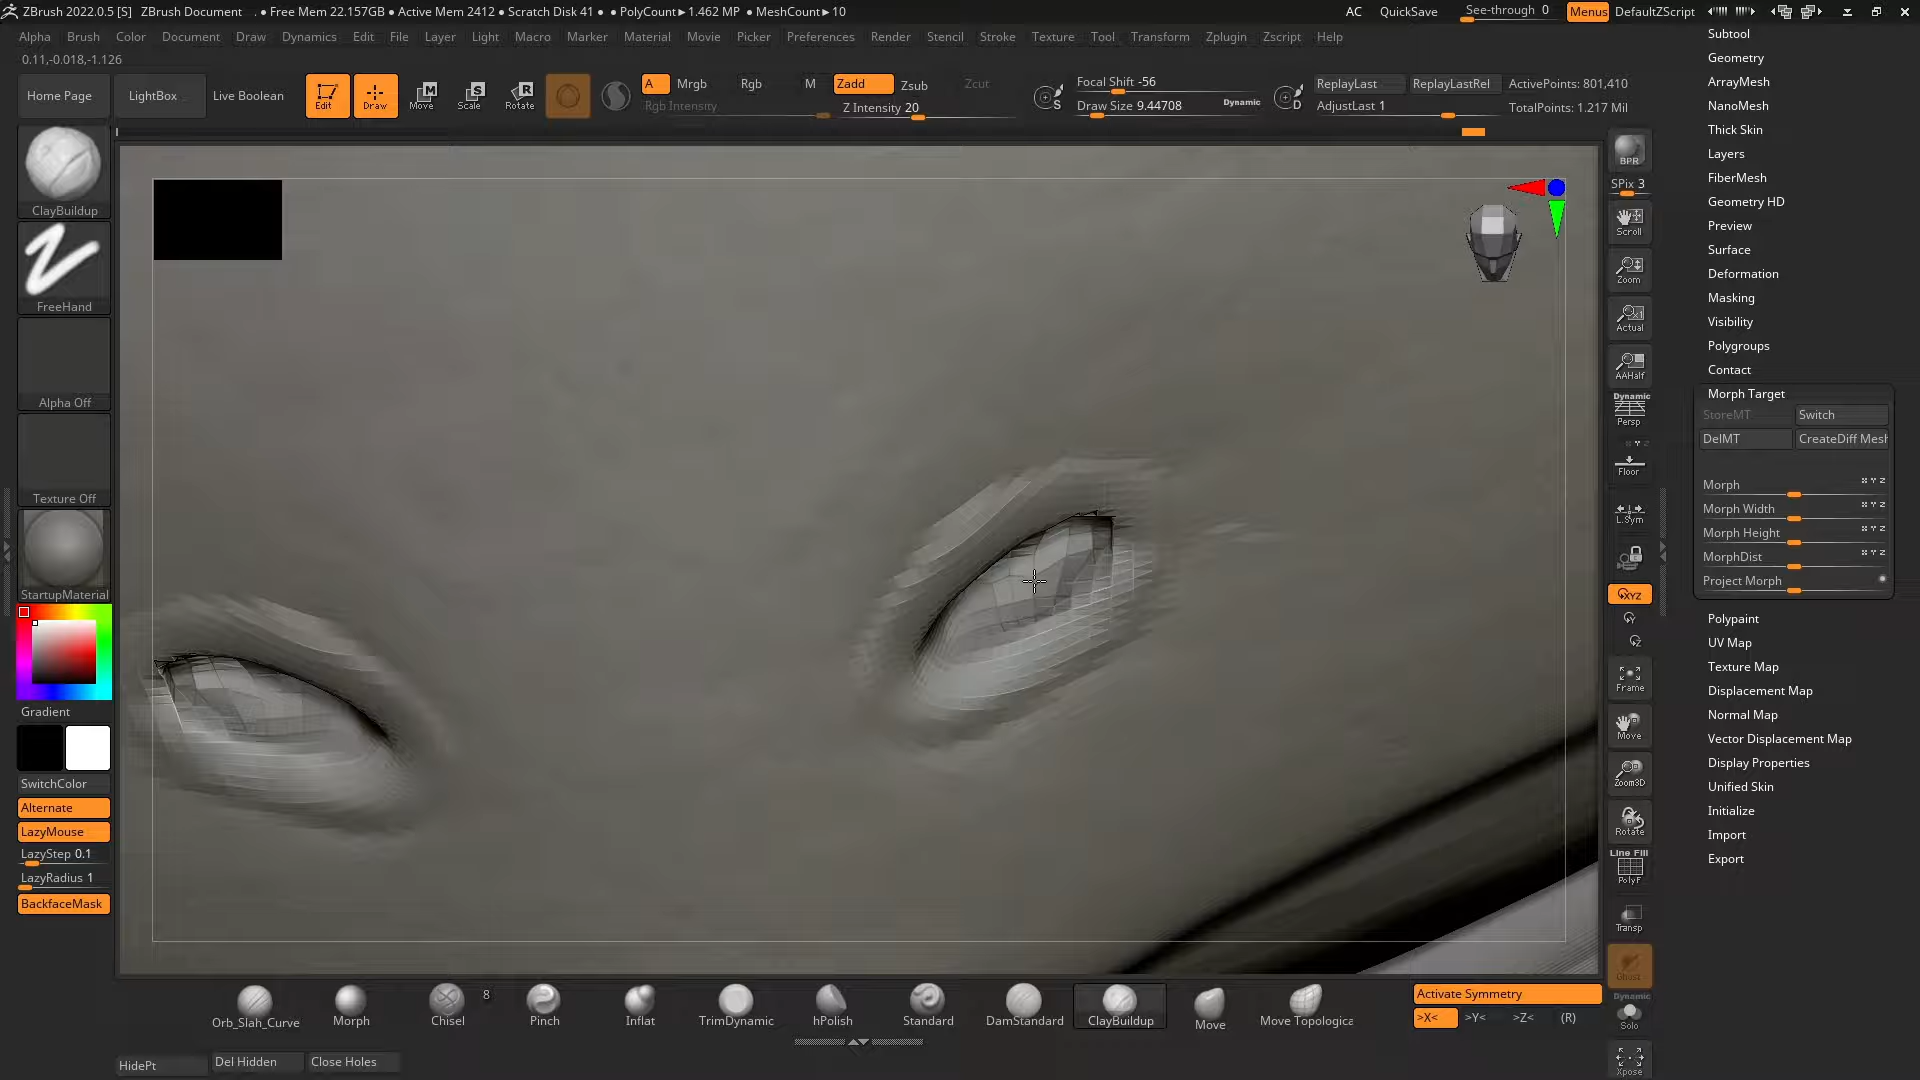 ZBrush 2022.0.5 [S] ZBrush Document . ● Free Mem 22.157GB ● Active Mem 2412 ● Scratch Disk 41 ● ● PolyCount► 1.462 MP ● MeshCount► 10 AC QuickSave See-through 0 Menus DefaultZScript
Alpha Brush Color Document Draw Dynamics Edit File Layer Light Macro Marker Material Movie Picker Preferences Render Stencil Stroke Texture Tool Transform Zplugin Zscript Help
0.11,-0.018,-1.126
Home Page LightBox Live Boolean
Edit Draw Move Scale Rotate
A Mrgb Rgb M Zadd Zsub Zcut
Rgb Intensity Z Intensity 20
Focal Shift -56
Draw Size 9.44708 Dynamic
S D
ReplayLast ReplayLastRel ActivePoints: 801,410
AdjustLast 1 TotalPoints: 1.217 Mil
ClayBuildup
FreeHand
Alpha Off
Texture Off
StartupMaterial
Gradient
SwitchColor
Alternate
LazyMouse
LazyStep 0.1
LazyRadius 1
BackfaceMask
BPR
SPix 3
Scroll
Zoom
Actual
AAHalf
Dynamic
Persp
Floor
L.Sym
XYZ
Frame
Move
Zoom3D
Rotate
Line Fill
PolyF
Transp
Ghost
Dynamic
Solo
Xpose
Subtool
Geometry
ArrayMesh
NanoMesh
Thick Skin
Layers
FiberMesh
Geometry HD
Preview
Surface
Deformation
Masking
Visibility
Polygroups
Contact
Morph Target
StoreMT Switch
DelMT CreateDiff Mesh
Morph X Y Z
Morph Width X Y Z
Morph Height X Y Z
MorphDist X Y Z
Project Morph
Polypaint
UV Map
Texture Map
Displacement Map
Normal Map
Vector Displacement Map
Display Properties
Unified Skin
Initialize
Import
Export
Orb_Slah_Curve Morph Chisel 8 Pinch Inflat TrimDynamic hPolish Standard DamStandard ClayBuildup Move Move Topologica
Activate Symmetry
>X< >Y< >Z< (R)
HidePt Del Hidden Close Holes